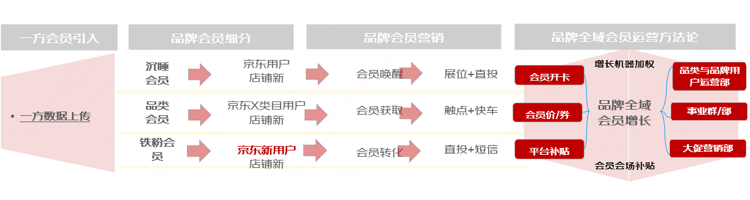 一方会员引入
品牌会员细分
品牌会员营销
品牌全域会员运营方法论
• 一方数据上传
沉睡
会员
京东用户
店铺新
会员唤醒
展位+直投
品类
会员
京东X类目用户
店铺新
会员获取
触点+快车
铁粉会
员
京东新用户
店铺新
会员转化
直投+短信
增长机器加权
会员开卡
会员价/券
平台补贴
品牌全域
会员增长
品类与品牌用
户运营部
事业群/部
大促营销部
会员会场补贴